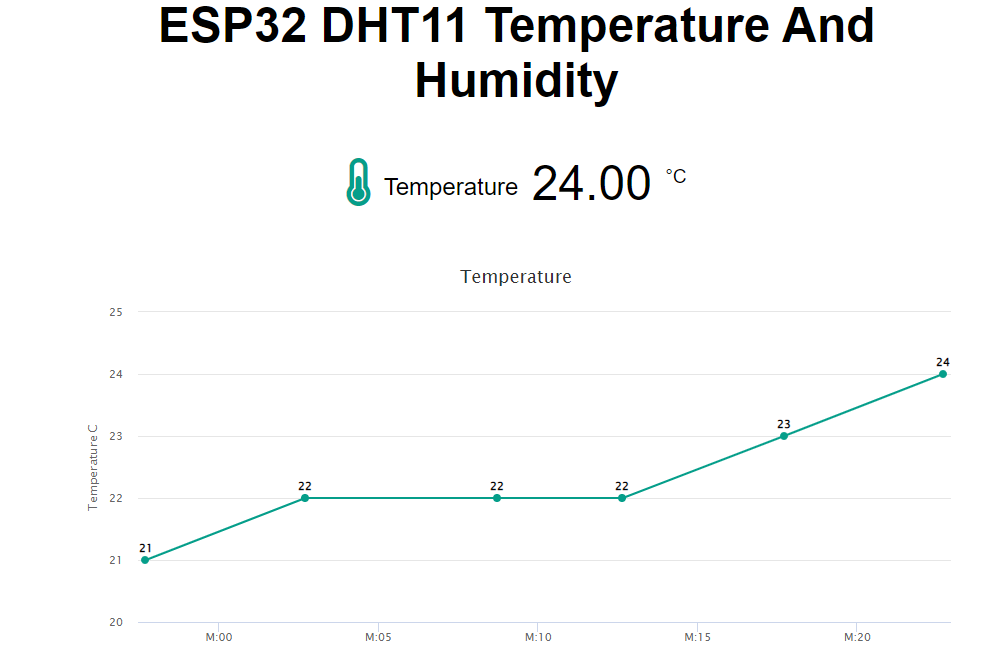 ESP32 DHT11 Temperature And
Humidity
Temperature 24.00 °C
Temperature
25
24
23
22
21
20
Temperature C
21
22
22
22
23
24
M:00 M:05 M:10 M:15 M:20